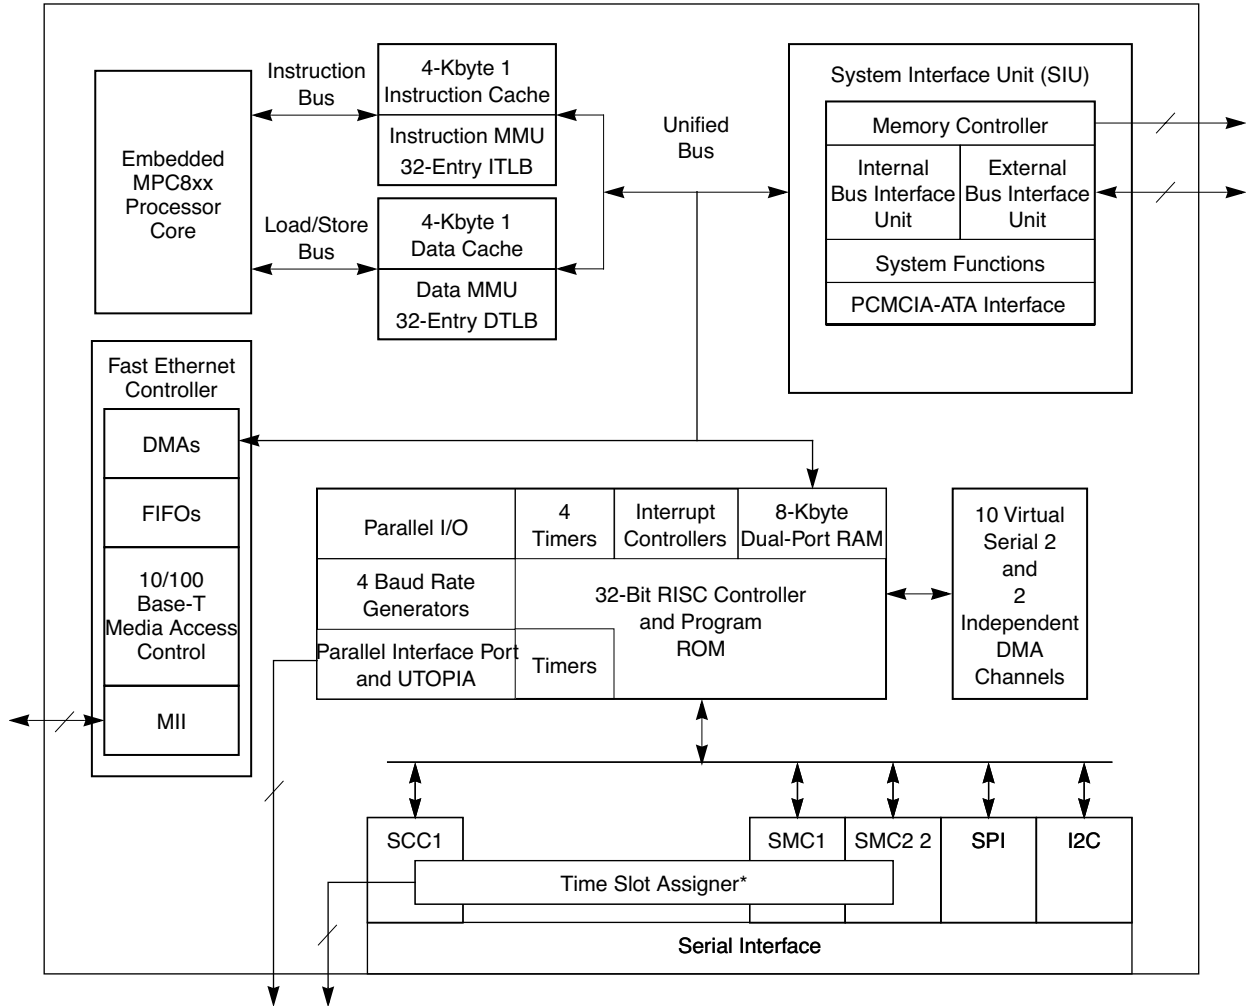 Embedded
MPC8xx
Processor
Core
Instruction
Bus
Load/Store
Bus
4-Kbyte 1
Instruction Cache
Instruction MMU
32-Entry ITLB
4-Kbyte 1
Data Cache
Data MMU
32-Entry DTLB
Unified
Bus
System Interface Unit (SIU)
Memory Controller
Internal
Bus Interface
Unit
External
Bus Interface
Unit
System Functions
PCMCIA-ATA Interface
Fast Ethernet
Controller
DMAs
FIFOs
10/100
Base-T
Media Access
Control
MII
Parallel I/O
4
Timers
Interrupt
Controllers
8-Kbyte
Dual-Port RAM
4 Baud Rate
Generators
32-Bit RISC Controller
and Program
ROM
Parallel Interface Port
and UTOPIA
Timers
10 Virtual
Serial 2
and
2
Independent
DMA
Channels
SCC1
SMC1
SMC2 2
SPI
I2C
Time Slot Assigner*
Serial Interface